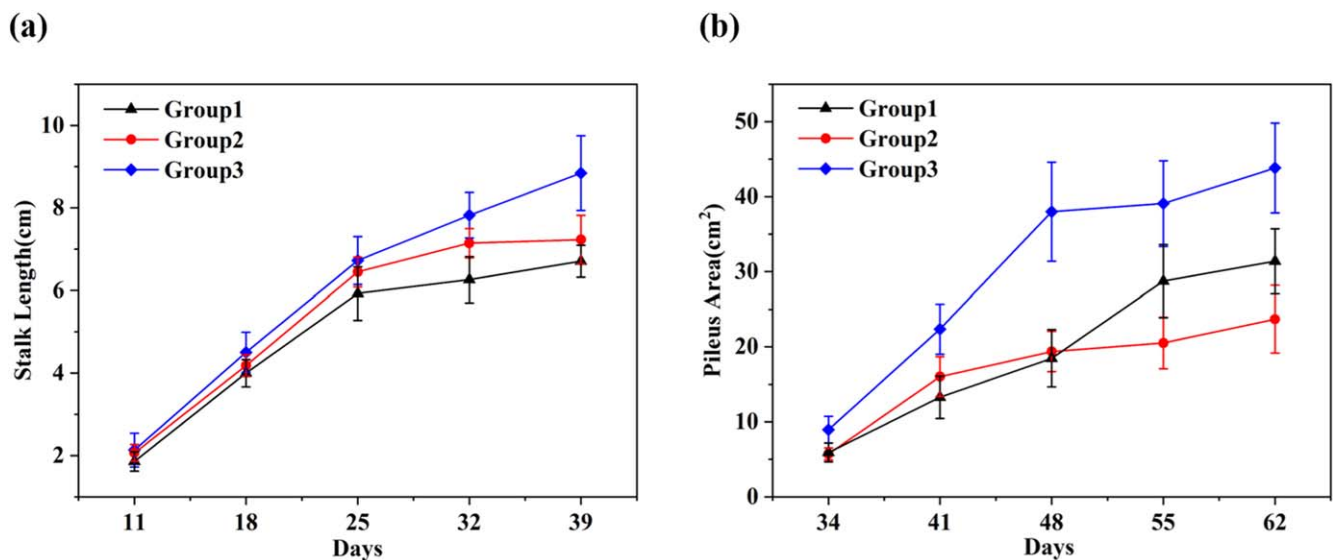 (a)
Group1
Group2
Group3
10
8
6
4
2
Stalk Length(cm)
11 18 25 32 39
Days
(b)
Group1
Group2
Group3
50
40
30
20
10
0
Pileus Area(cm²)
34 41 48 55 62
Days